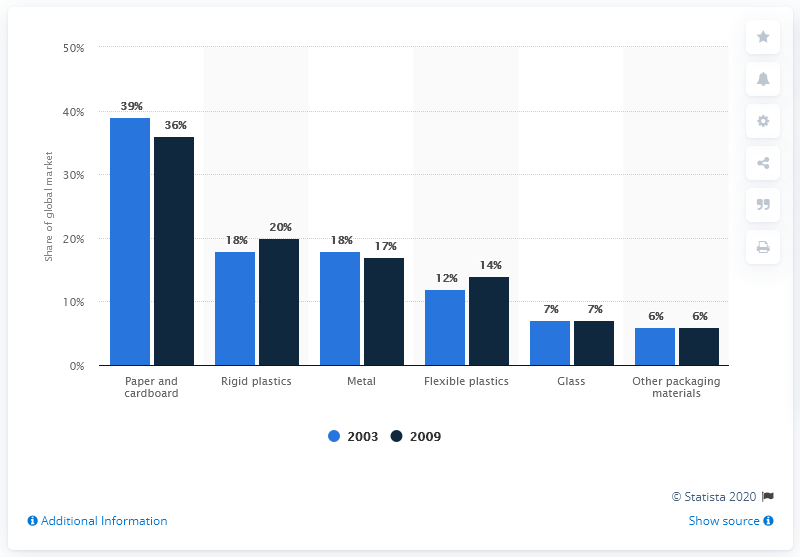 50%
40%
30%
20%
10%
0%
Share of global market
39%
36%
18%
20%
18%
17%
12%
14%
7%
7%
6%
6%
Paper and
cardboard
Rigid plastics
Metal
Flexible plastics
Glass
Other packaging
materials
2003
2009
© Statista 2020
Additional Information
Show source